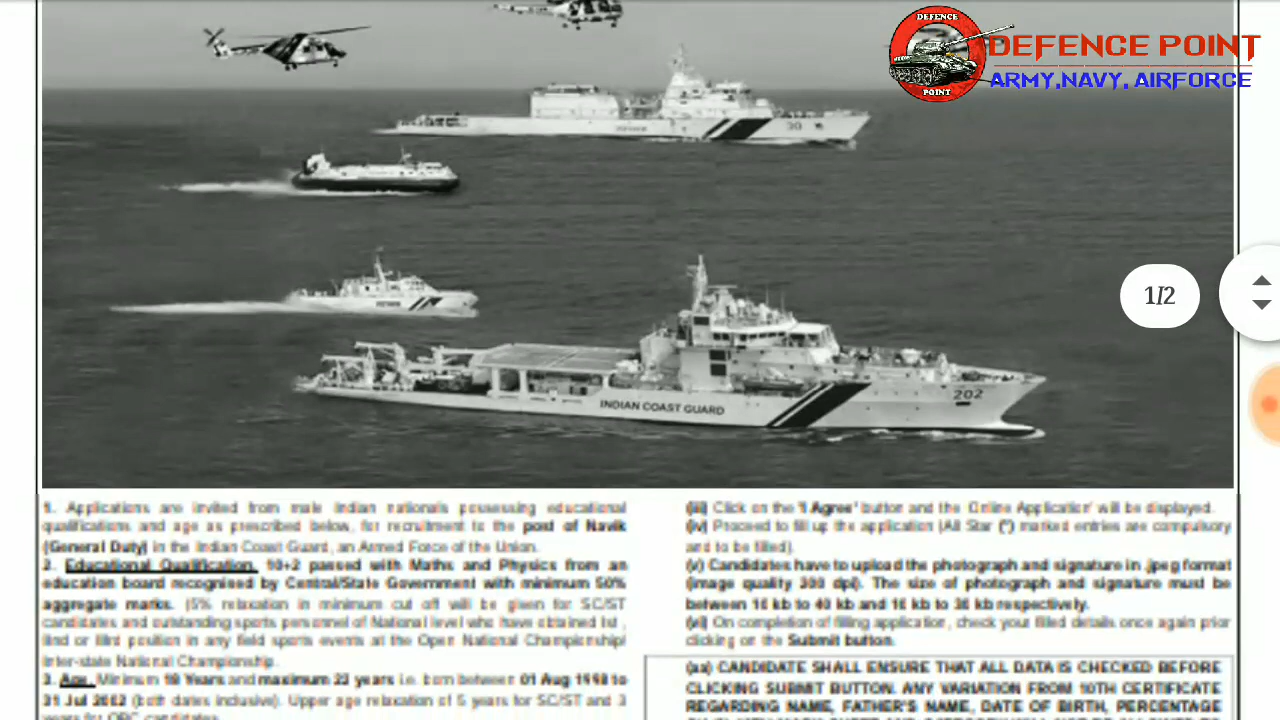 DEFENCE
POINT
DEFENCE POINT
ARMY,NAVY, AIRFORCE
30
1/2
202
INDIAN COAST GUARD
1. Applications are invited from male Indian nationals possessing educational
qualifications and age as prescribed below, for recruitment to the post of Navik
(General Duty) in the Indian Coast Guard, an Armed Force of the Union.
2. Educational Qualification. 10+2 passed with Maths and Physics from an
education board recognised by Central/State Government with minimum 50%
aggregate marks. (5% relaxation in minimum cut off will be given for SC/ST
candidates and outstanding sports personnel of National level who have obtained
position in any field sports events at the Open National Championship/
Inter-state National Championship.
3. Age. Minimum 18 Years and maximum 22 years i.e. born between 01 Aug 1998 to
31 Jul 2002 (both dates inclusive). Upper age relaxation of 5 years for SC/ST and 3
years for OBC candidates.
(iii) Click on the 'I Agree' button and the 'Online Application' will be displayed.
(iv) Proceed to fill up the application (All Star (*) marked entries are compulsory
and to be filled).
(v) Candidates have to upload the photograph and signature in .jpeg format
(image quality 200 dpi). The size of photograph and signature must be
between 10 kb to 40 kb and 10 kb to 30 kb respectively.
(vi) On completion of filling application, check your filled details once again prior
clicking on the Submit button.
(aa) CANDIDATE SHALL ENSURE THAT ALL DATA IS CHECKED BEFORE
CLICKING SUBMIT BUTTON. ANY VARIATION FROM 10TH CERTIFICATE
REGARDING NAME, FATHER'S NAME, DATE OF BIRTH, PERCENTAGE